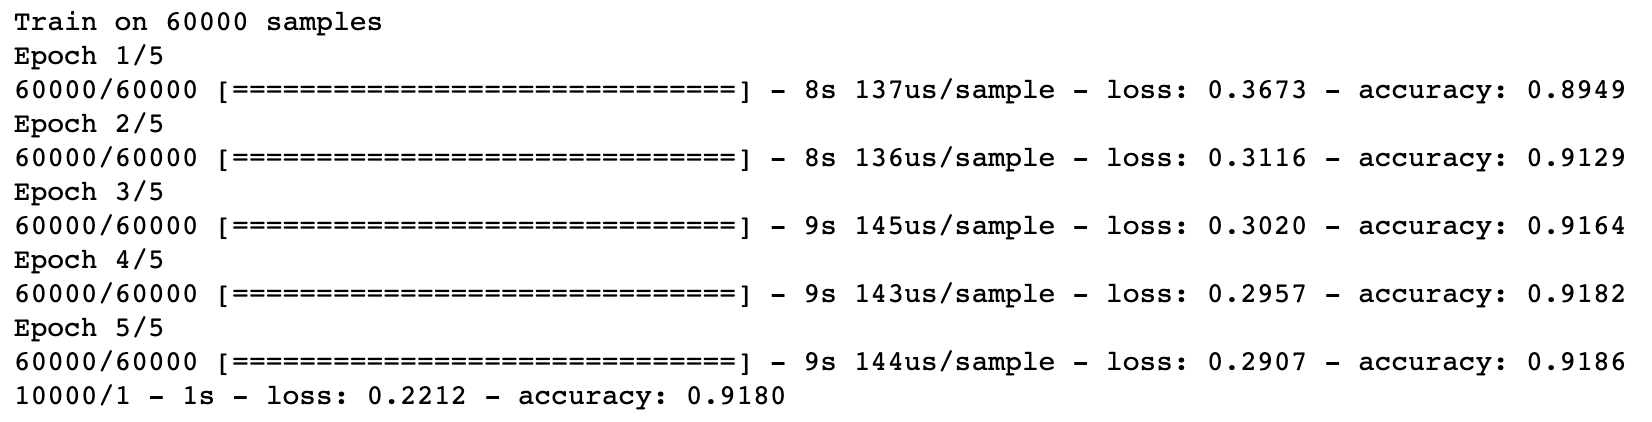 Train on 60000 samples
Epoch 1/5
60000/60000 [==============================] - 8s 137us/sample - loss: 0.3673 - accuracy: 0.8949
Epoch 2/5
60000/60000 [==============================] - 8s 136us/sample - loss: 0.3116 - accuracy: 0.9129
Epoch 3/5
60000/60000 [==============================] - 9s 145us/sample - loss: 0.3020 - accuracy: 0.9164
Epoch 4/5
60000/60000 [==============================] - 9s 143us/sample - loss: 0.2957 - accuracy: 0.9182
Epoch 5/5
60000/60000 [==============================] - 9s 144us/sample - loss: 0.2907 - accuracy: 0.9186
10000/1 - 1s - loss: 0.2212 - accuracy: 0.9180